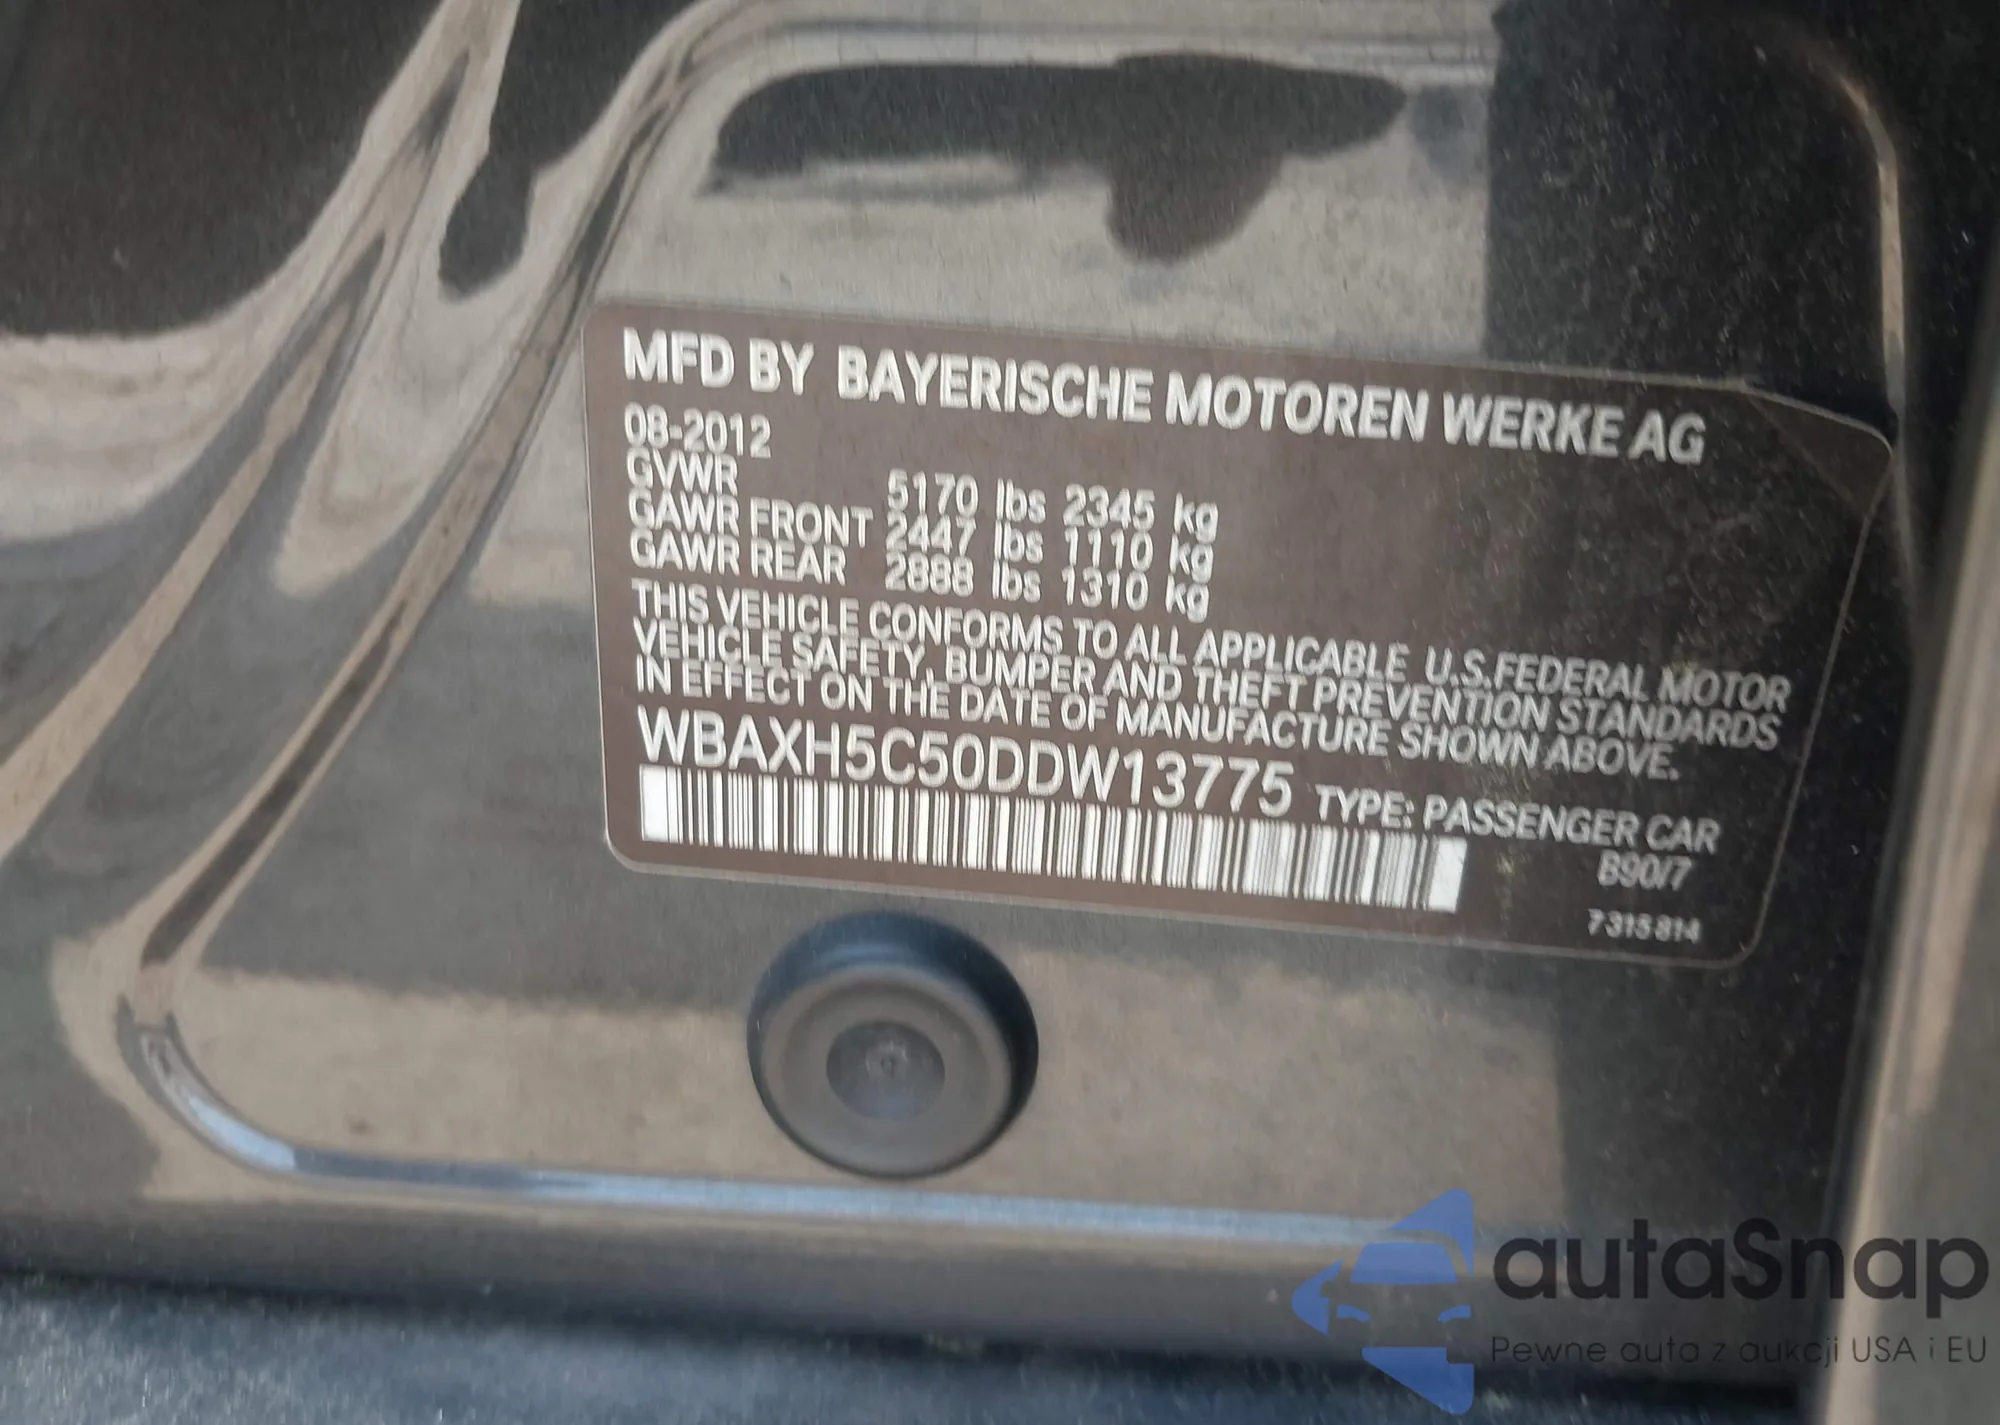 MFD BY BAYERISCHE MOTOREN WERKE AG
08-2012
GVWR 5170 lbs 2345 kg
GAWR FRONT 2447 lbs 1110 kg
GAWR REAR 2888 lbs 1310 kg
THIS VEHICLE CONFORMS TO ALL APPLICABLE U.S.FEDERAL MOTOR
VEHICLE SAFETY, BUMPER AND THEFT PREVENTION STANDARDS
IN EFFECT ON THE DATE OF MANUFACTURE SHOWN ABOVE.
WBAXH5C50DDW13775 TYPE: PASSENGER CAR
B90/7
7 315 814
autaSnap
Pewne auta z aukcji USA i EU